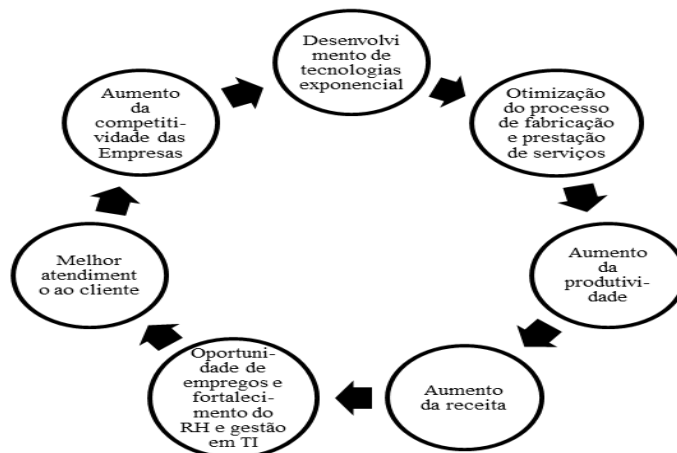 Desenvolvi
mento de
tecnologias
exponencial
Otimização
do processo
de fabricação
e prestação
de serviços
Aumento
da
produtivi-
dade
Aumento
da receita
Oportuni-
dade de
empregos e
fortaleci-
mento do
RH e gestão
em TI
Melhor
atendiment
o ao cliente
Aumento
da
competiti-
vidade das
Empresas